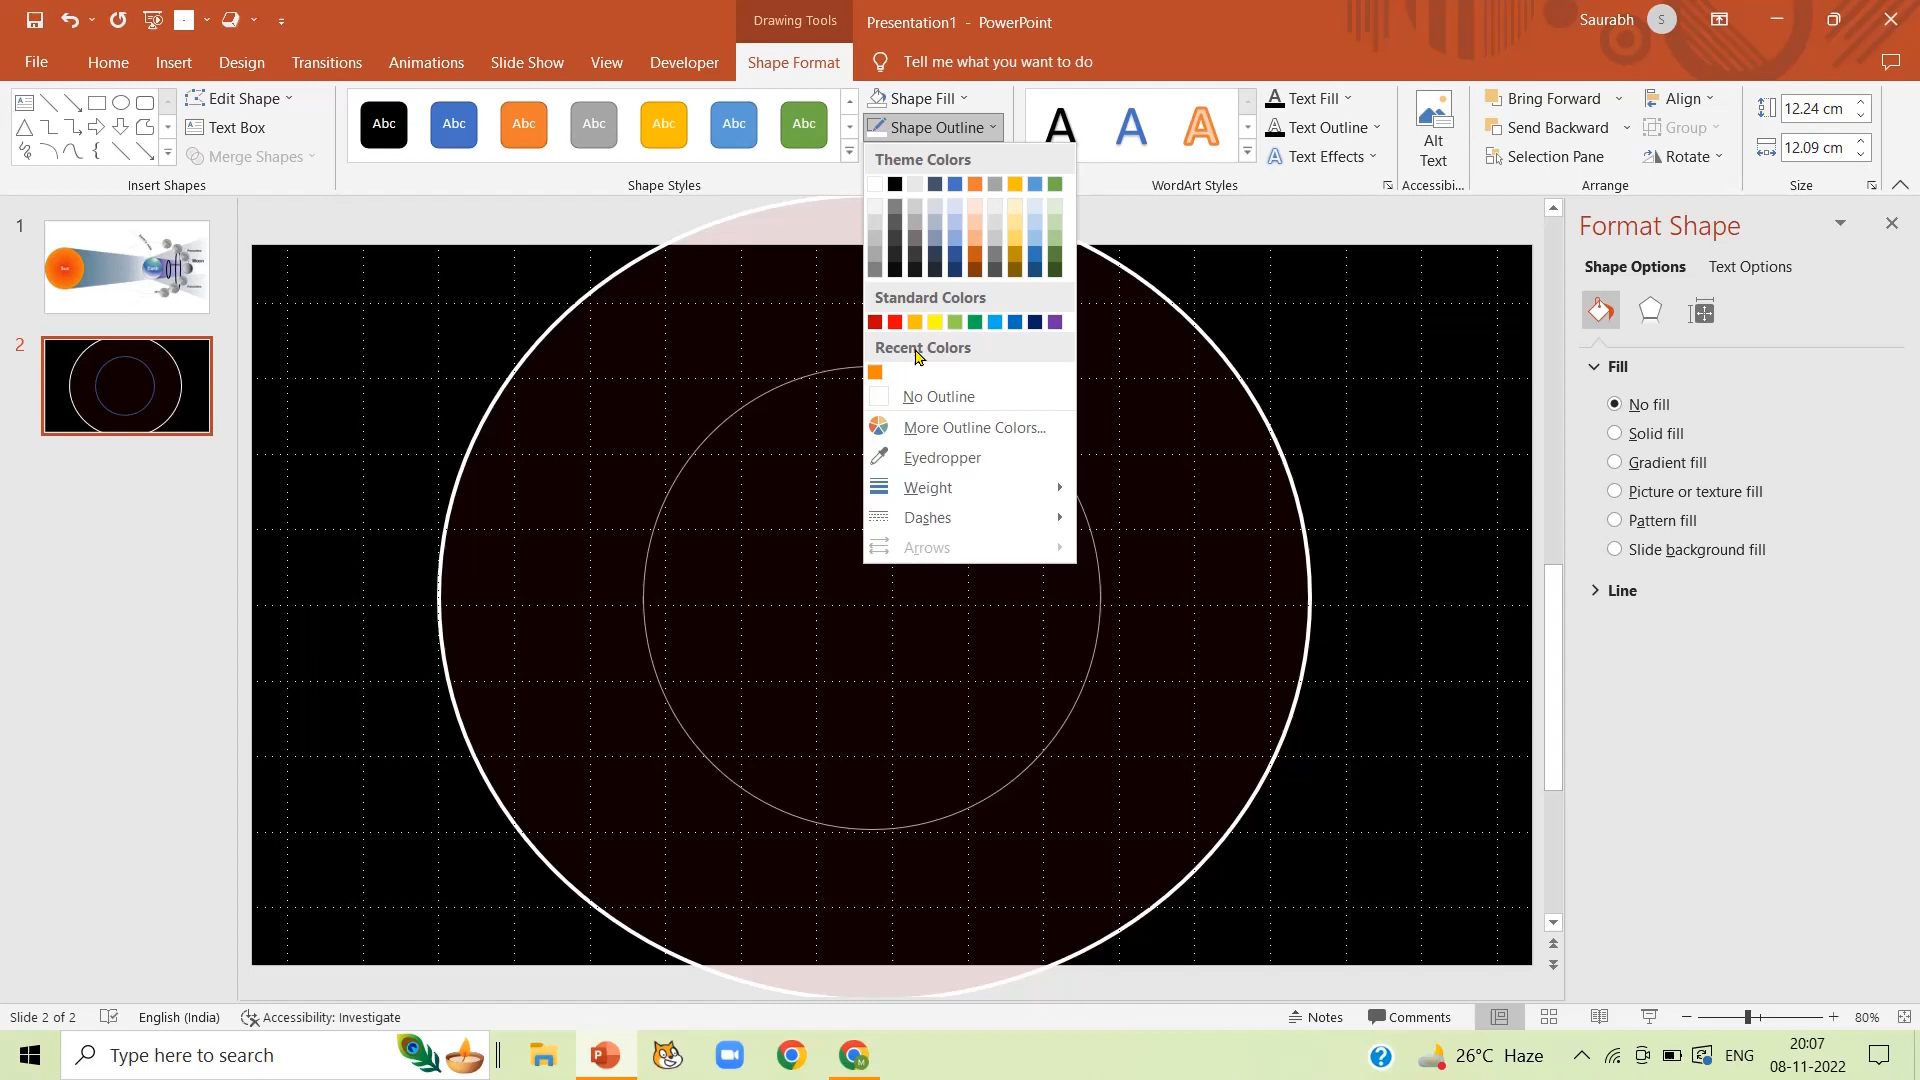 Drawing Tools
Presentation1 - PowerPoint
Saurabh
S
File
Home
Insert
Design
Transitions
Animations
Slide Show
View
Developer
Shape Format
Tell me what you want to do
Edit Shape
Text Box
Merge Shapes
Insert Shapes
Abc
Abc
Abc
Abc
Abc
Abc
Abc
Shape Styles
Shape Fill
Shape Outline
A
A
A
WordArt Styles
Text Fill
Text Outline
Text Effects
Alt
Text
Accessibi...
Bring Forward
Send Backward
Selection Pane
Align
Group
Rotate
Arrange
12.24 cm
12.09 cm
Size
Theme Colors
Standard Colors
Recent Colors
No Outline
More Outline Colors...
Eyedropper
Weight
Dashes
Arrows
1
Sun
Earth
Moon
2
Format Shape
Shape Options
Text Options
Fill
No fill
Solid fill
Gradient fill
Picture or texture fill
Pattern fill
Slide background fill
Line
Slide 2 of 2
English (India)
Accessibility: Investigate
Notes
Comments
80%
Type here to search
26°C Haze
ENG
20:07
08-11-2022